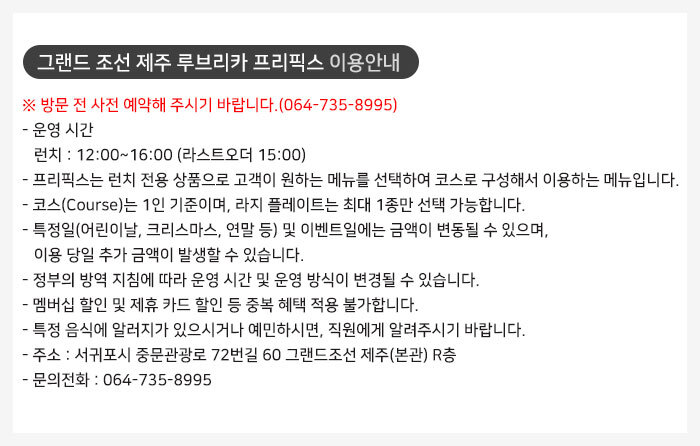 그랜드 조선 제주 루브리카 프리픽스 이용안내
※ 방문 전 사전 예약해 주시기 바랍니다.(064-735-8995)
- 운영 시간
런치 : 12:00~16:00 (라스트오더 15:00)
- 프리픽스는 런치 전용 상품으로 고객이 원하는 메뉴를 선택하여 코스로 구성해서 이용하는 메뉴입니다.
- 코스(Course)는 1인 기준이며, 라지 플레이트는 최대 1종만 선택 가능합니다.
- 특정일(어린이날, 크리스마스, 연말 등) 및 이벤트일에는 금액이 변동될 수 있으며,
이용 당일 추가 금액이 발생할 수 있습니다.
- 정부의 방역 지침에 따라 운영 시간 및 운영 방식이 변경될 수 있습니다.
- 멤버십 할인 및 제휴 카드 할인 등 중복 혜택 적용 불가합니다.
- 특정 음식에 알러지가 있으시거나 예민하시면, 직원에게 알려주시기 바랍니다.
- 주소 : 서귀포시 중문관광로 72번길 60 그랜드조선 제주(본관) R층
- 문의전화 : 064-735-8995